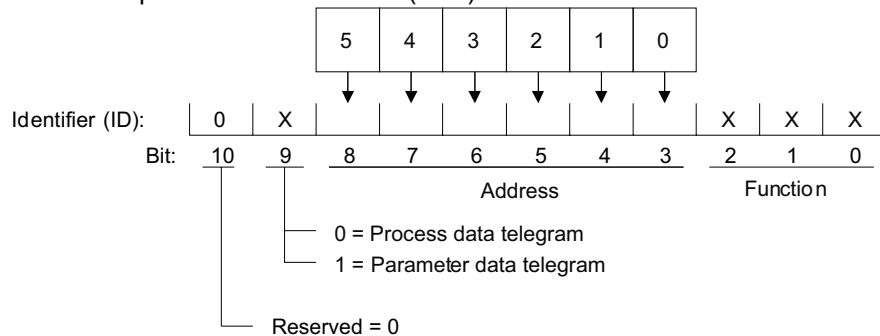 5 4 3 2 1 0
Identifier (ID): 0 X X X X
Bit: 10 9 8 7 6 5 4 3 2 1 0
Address Function
0 = Process data telegram
1 = Parameter data telegram
Reserved = 0